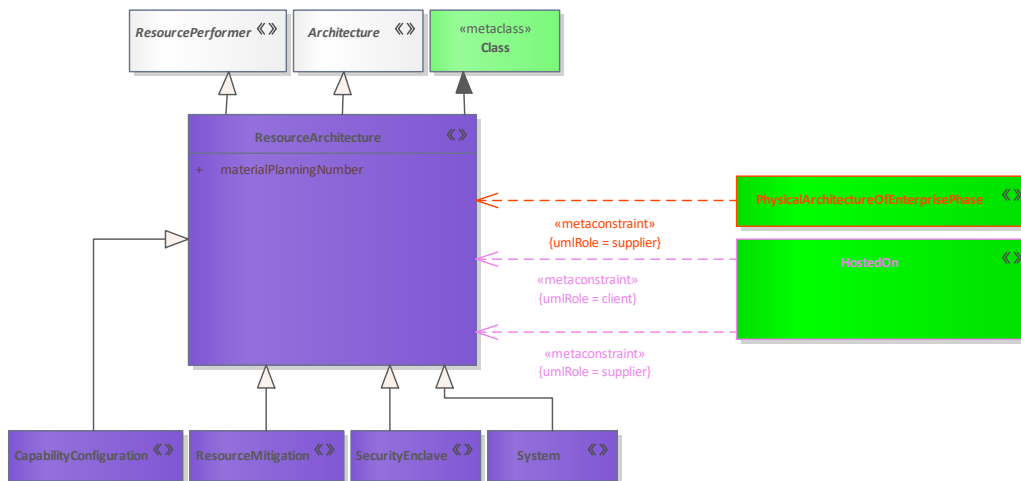 ResourcePerformer «»
Architecture «»
«metaclass»
Class
ResourceArchitecture «»
+ materialPlanningNumber
PhysicalArchitectureOfEnterprisePhase «»
«metaconstraint»
{umlRole = supplier}
HostedOn «»
«metaconstraint»
{umlRole = client}
«metaconstraint»
{umlRole = supplier}
CapabilityConfiguration «»
ResourceMitigation «»
SecurityEnclave «»
System «»